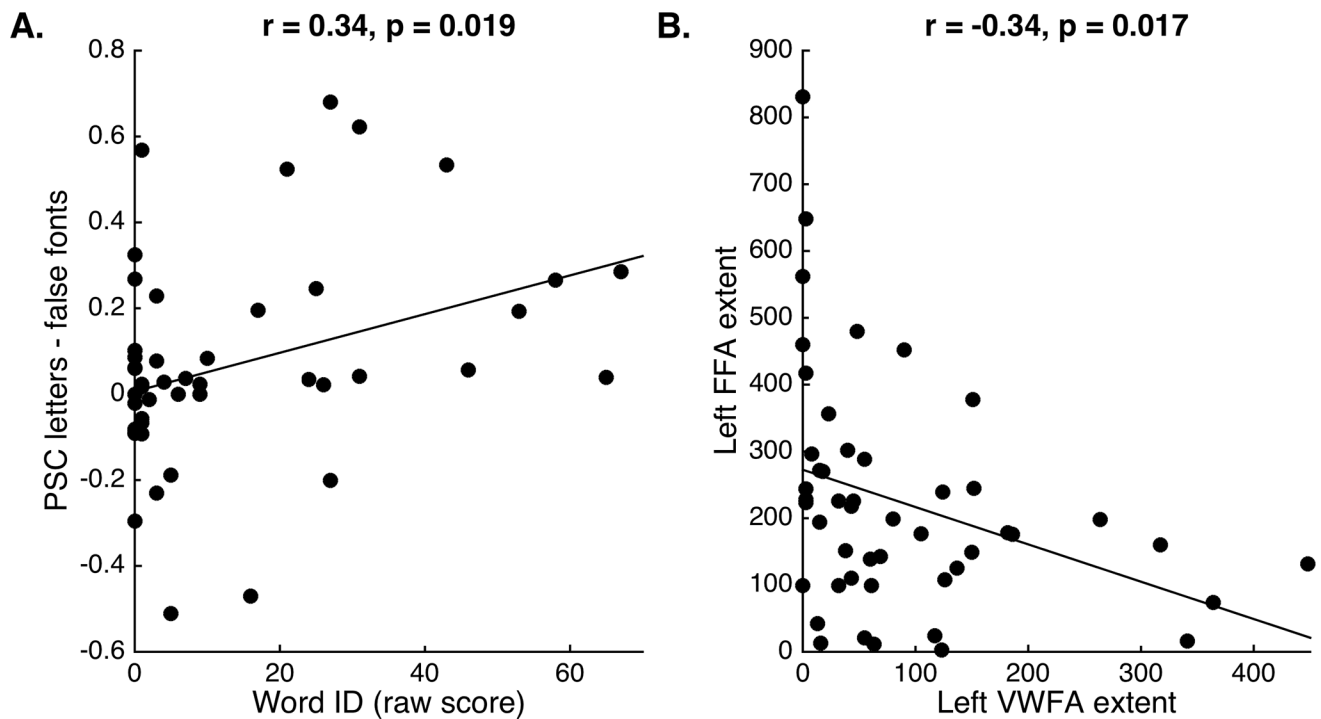 A.
r = 0.34, p = 0.019
0.8
0.6
0.4
0.2
0
-0.2
-0.4
-0.6
PSC letters - false fonts
0 20 40 60
Word ID (raw score)
B.
r = -0.34, p = 0.017
900
800
700
600
500
400
300
200
100
0
Left FFA extent
0 100 200 300 400
Left VWFA extent